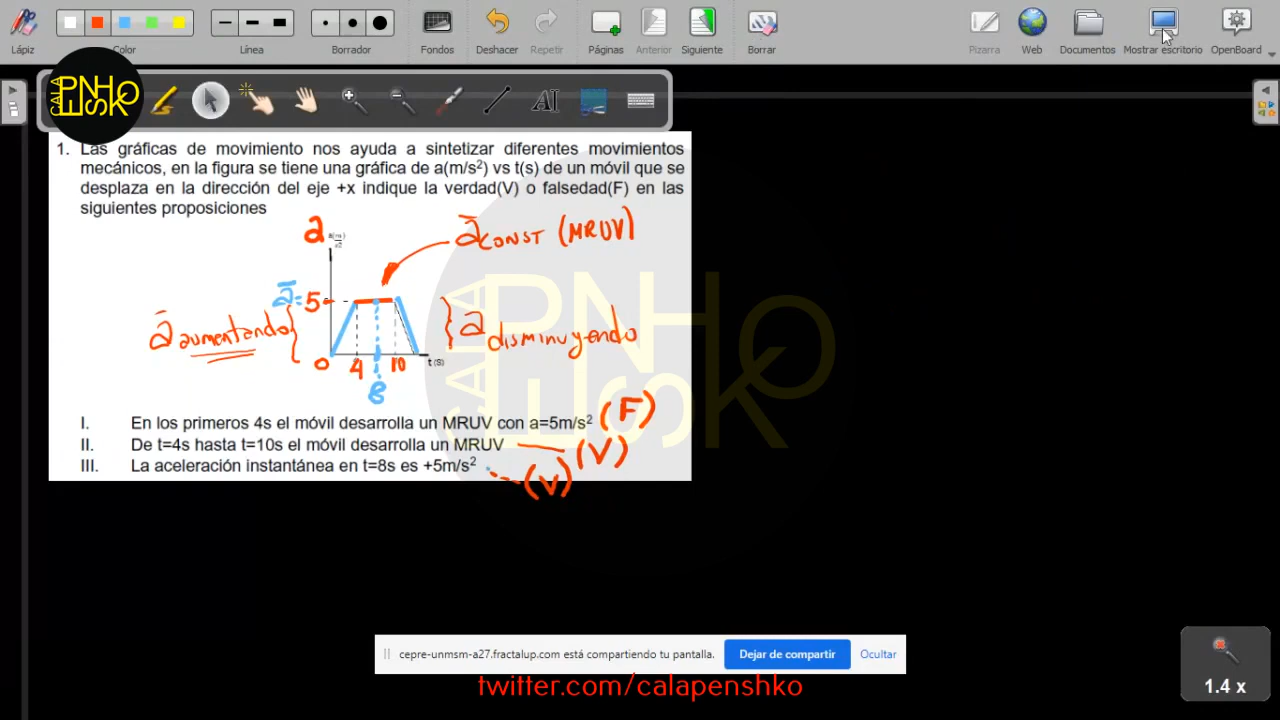 Lápiz Color Línea Borrador Fondos Deshacer Repetir Páginas Anterior Siguiente Borrar Pizarra Web Documentos Mostrar escritorio OpenBoard
CALA
PENSHKO
1. Las gráficas de movimiento nos ayuda a sintetizar diferentes movimientos
mecánicos, en la figura se tiene una gráfica de a(m/s²) vs t(s) de un móvil que se
desplaza en la dirección del eje +x indique la verdad(V) o falsedad(F) en las
siguientes proposiciones
a
a CONST (MRUV)
a = 5
a aumentando
a disminuyendo
0 4 10 t (S)
8
I. En los primeros 4s el móvil desarrolla un MRUV con a=5m/s² (F)
II. De t=4s hasta t=10s el móvil desarrolla un MRUV (V)
III. La aceleración instantánea en t=8s es +5m/s² (V)
cepre-unmsm-a27.fractalup.com está compartiendo tu pantalla. Dejar de compartir Ocultar
twitter.com/calapenshko
1.4 x